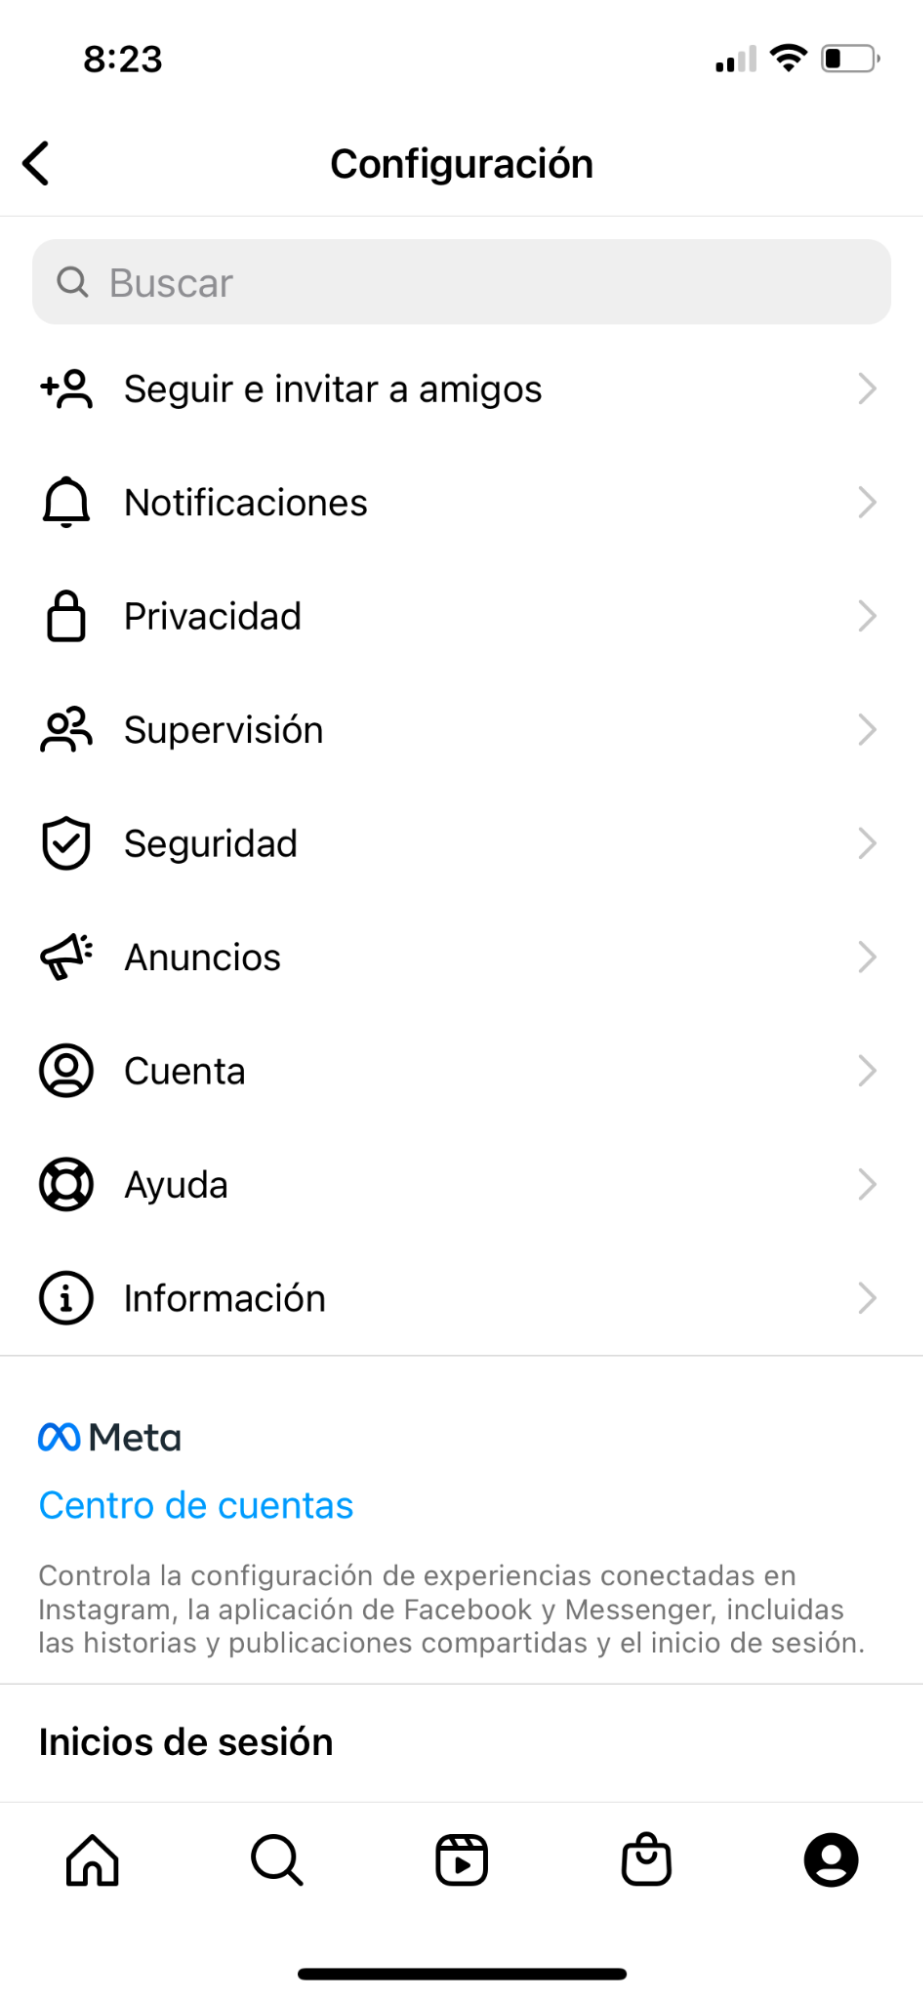 8:23
Configuración
Buscar
Seguir e invitar a amigos
Notificaciones
Privacidad
Supervisión
Seguridad
Anuncios
Cuenta
Ayuda
Información
Meta
Centro de cuentas
Controla la configuración de experiencias conectadas en
Instagram, la aplicación de Facebook y Messenger, incluidas
las historias y publicaciones compartidas y el inicio de sesión.
Inicios de sesión